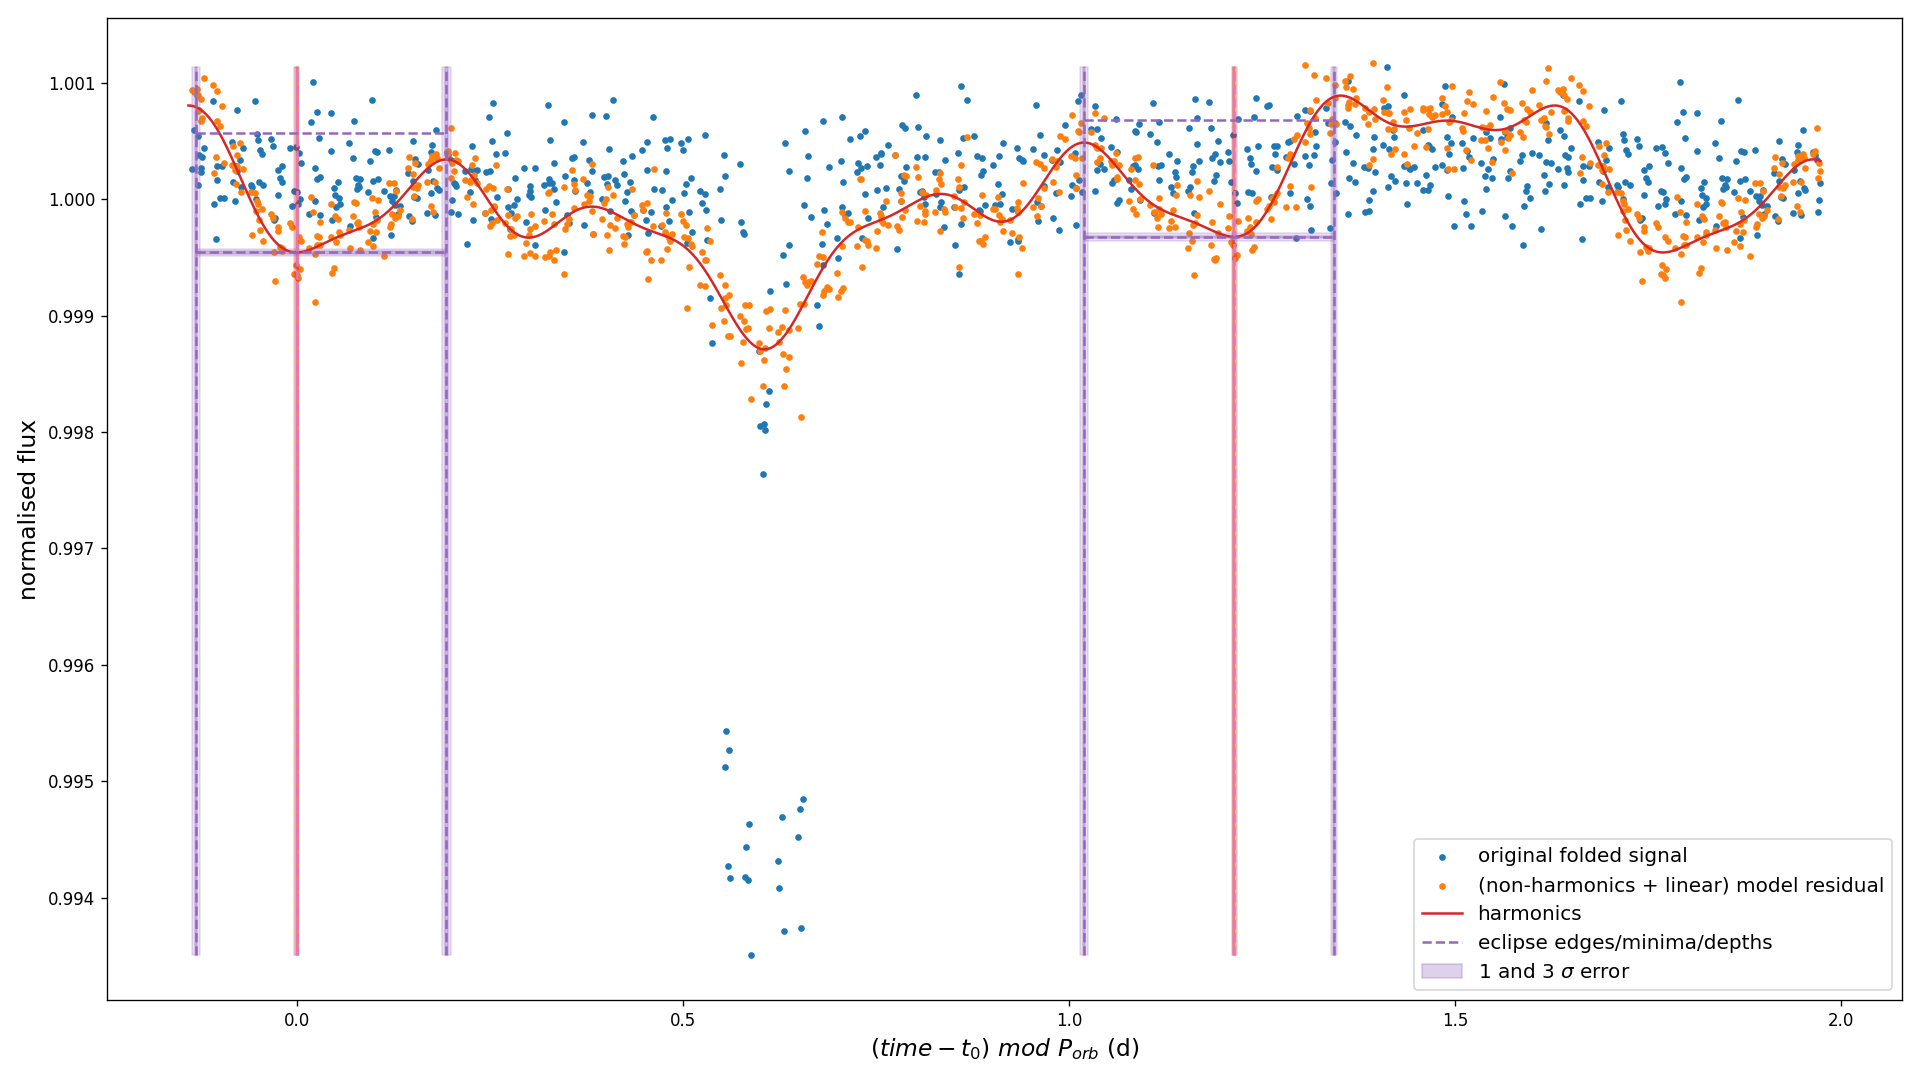 1.001
1.000
0.999
0.998
0.997
0.996
0.995
0.994
normalised flux
original folded signal
(non-harmonics + linear) model residual
harmonics
eclipse edges/minima/depths
1 and 3 σ error
0.0 0.5 1.0 1.5 2.0
(time − t₀) mod Pₒᵣb (d)